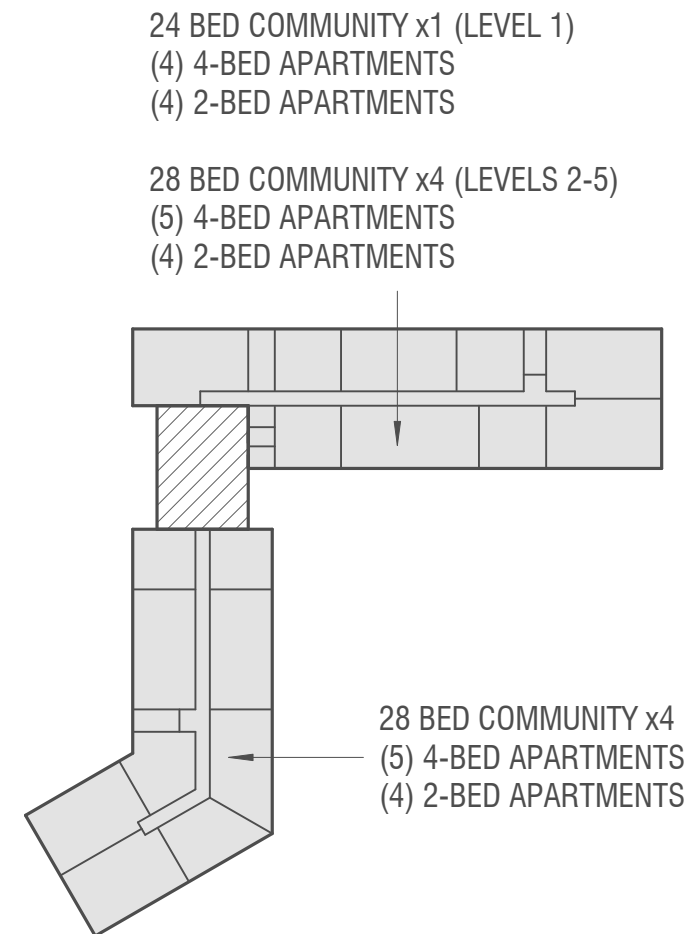 24 BED COMMUNITY x1 (LEVEL 1)
(4) 4-BED APARTMENTS
(4) 2-BED APARTMENTS
28 BED COMMUNITY x4 (LEVELS 2-5)
(5) 4-BED APARTMENTS
(4) 2-BED APARTMENTS
28 BED COMMUNITY x4
(5) 4-BED APARTMENTS
(4) 2-BED APARTMENTS